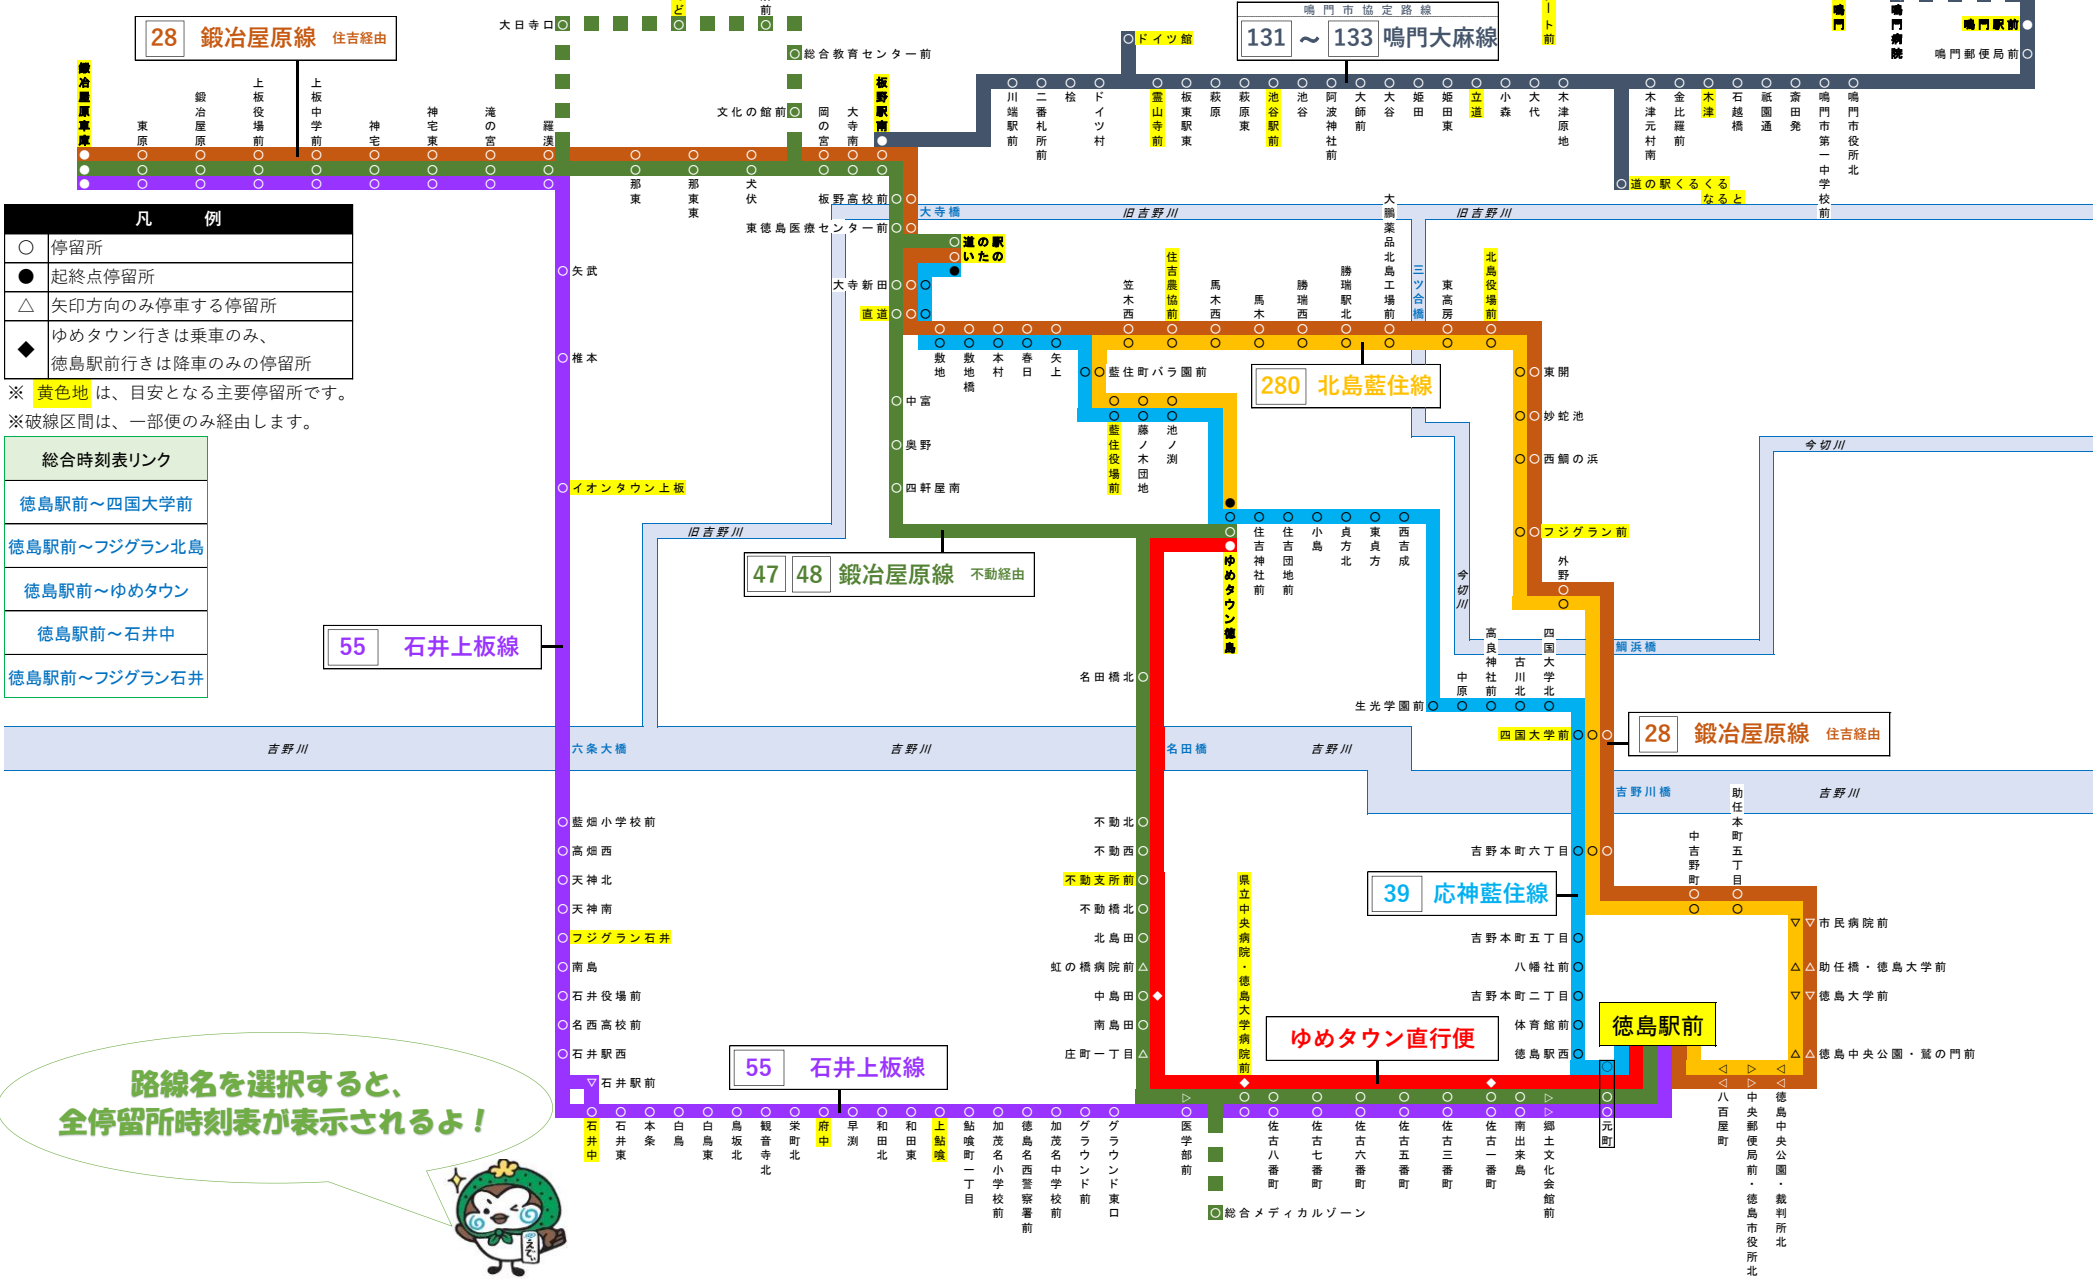 ど
前
ート前
鳴門
鳴門病院
鳴門駅前
鳴門郵便局前
大日寺口
総合教育センター前
文化の館前
28 鍛冶屋原線 住吉経由
鳴門市協定路線
131 ～ 133 鳴門大麻線
ドイツ館
鍛冶屋原車庫
東原
鍛冶屋原
上板役場前
上板中学前
神宅
神宅東
滝の宮
羅漢
那東
那東東
犬伏
岡の宮
大寺南
板野駅南
川端駅前
二番札所前
桧
ドイツ村
霊山寺前
板東駅東
萩原
萩原東
池谷駅前
池谷
阿波神社前
大師前
大谷
姫田
姫田東
立道
小森
大代
木津原地
木津元村南
金比羅前
木津
石越橋
祇園通
斎田発
鳴門市第一中学校前
鳴門市役所北
道の駅くるくる
なると
板野高校前
東徳島医療センター前
大寺橋
旧吉野川
旧吉野川
道の駅
いたの
大寺新田
直道
凡 例
○ 停留所
● 起終点停留所
△ 矢印方向のみ停車する停留所
◆ ゆめタウン行きは乗車のみ、
徳島駅前行きは降車のみの停留所
※ 黄色地 は、目安となる主要停留所です。
※破線区間は、一部便のみ経由します。
総合時刻表リンク
徳島駅前～四国大学前
徳島駅前～フジグラン北島
徳島駅前～ゆめタウン
徳島駅前～石井中
徳島駅前～フジグラン石井
矢武
椎本
イオンタウン上板
敷地
敷地橋
本村
春日
矢上
笠木西
住吉農協前
馬木西
馬木
勝瑞西
勝瑞駅北
大鵬薬品北島工場前
三ツ合橋
東高房
北島役場前
藍住町バラ園前
280 北島藍住線
藍住役場前
藤ノ木団地
池ノ渕
中富
奥野
四軒屋南
旧吉野川
47 48 鍛冶屋原線 不動経由
東開
妙蛇池
西鯛の浜
フジグラン前
外野
今切川
今切川
ゆめタウン徳島
住吉神社前
住吉団地前
小島
貞方北
東貞方
西吉成
生光学園前
中原
高良神社前
古川北
四国大学北
鯛浜橋
四国大学前
28 鍛冶屋原線 住吉経由
55 石井上板線
名田橋北
吉野川
六条大橋
吉野川
名田橋
吉野川
吉野川橋
吉野川
藍畑小学校前
高畑西
天神北
天神南
フジグラン石井
南島
石井役場前
名西高校前
石井駅西
石井駅前
不動北
不動西
不動支所前
不動橋北
北島田
虹の橋病院前
中島田
南島田
庄町一丁目
県立中央病院・徳島大学病院前
吉野本町六丁目
39 応神藍住線
吉野本町五丁目
八幡社前
吉野本町二丁目
体育館前
徳島駅西
中吉野町
助任本町五丁目
市民病院前
助任橋・徳島大学前
徳島大学前
徳島中央公園・鷲の門前
徳島駅前
ゆめタウン直行便
55 石井上板線
石井中
石井東
本条
白鳥
白鳥東
鳥坂北
観音寺北
栄町北
府中
早渕
和田北
和田東
上鮎喰
鮎喰町一丁目
加茂名小学校前
徳島名西警察署前
加茂名中学校前
グラウンド前
グラウンド東口
医学部前
佐古八番町
佐古七番町
佐古六番町
佐古五番町
佐古三番町
佐古一番町
南出来島
郷土文化会館前
元町
八百屋町
中央郵便局前・徳島市役所北
徳島中央公園・裁判所北
総合メディカルゾーン
路線名を選択すると、
全停留所時刻表が表示されるよ！